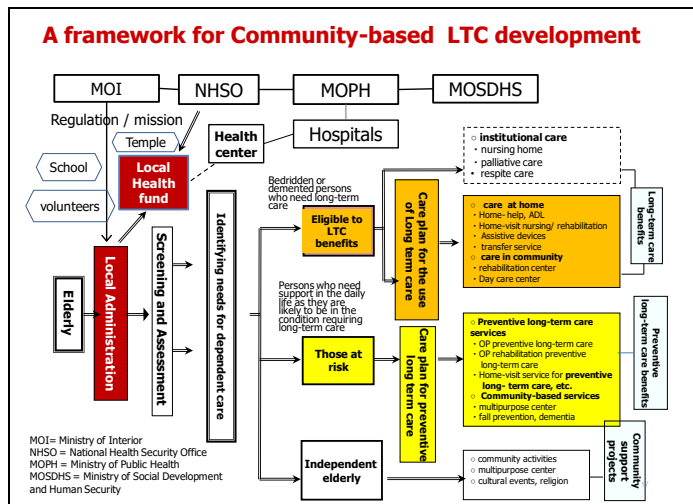 A framework for Community-based LTC development
MOI
NHSO
MOPH
MOSDHS
Regulation / mission
Temple
Health
center
Hospitals
School
Local
Health
fund
volunteers
Elderly
Local Administration
Screening and Assessment
Identifying needs for dependent care
Bedridden or
demented persons
who need long-term
care
Eligible to LTC
benefits
Care plan for the use
of Long term care
○ institutional care
・nursing home
・palliative care
• respite care
○ care at home
・Home-help, ADL
・Home-visit nursing/ rehabilitation
・Assistive devices
・transfer service
○ care in community
・rehabilitation center
・Day care center
Long-term care
benefits
Persons who need
support in the daily
life as they are
likely to be in the
condition requiring
long-term care
Those at
risk
Care plan for preventive
long term care
○ Preventive long-term care
services
・OP preventive long-term care
・OP rehabilitation preventive
long-term care
・Home-visit service for preventive
long- term care, etc.
○ Community-based services
・multipurpose center
・fall prevention, dementia
Preventive
long-term care benefits
Independent
elderly
○ community activities
○ multipurpose center
○ cultural events, religion
Community
support
projects
MOI= Ministry of Interior
NHSO = National Health Security Office
MOPH = Ministry of Public Health
MOSDHS = Ministry of Social Development
and Human Security